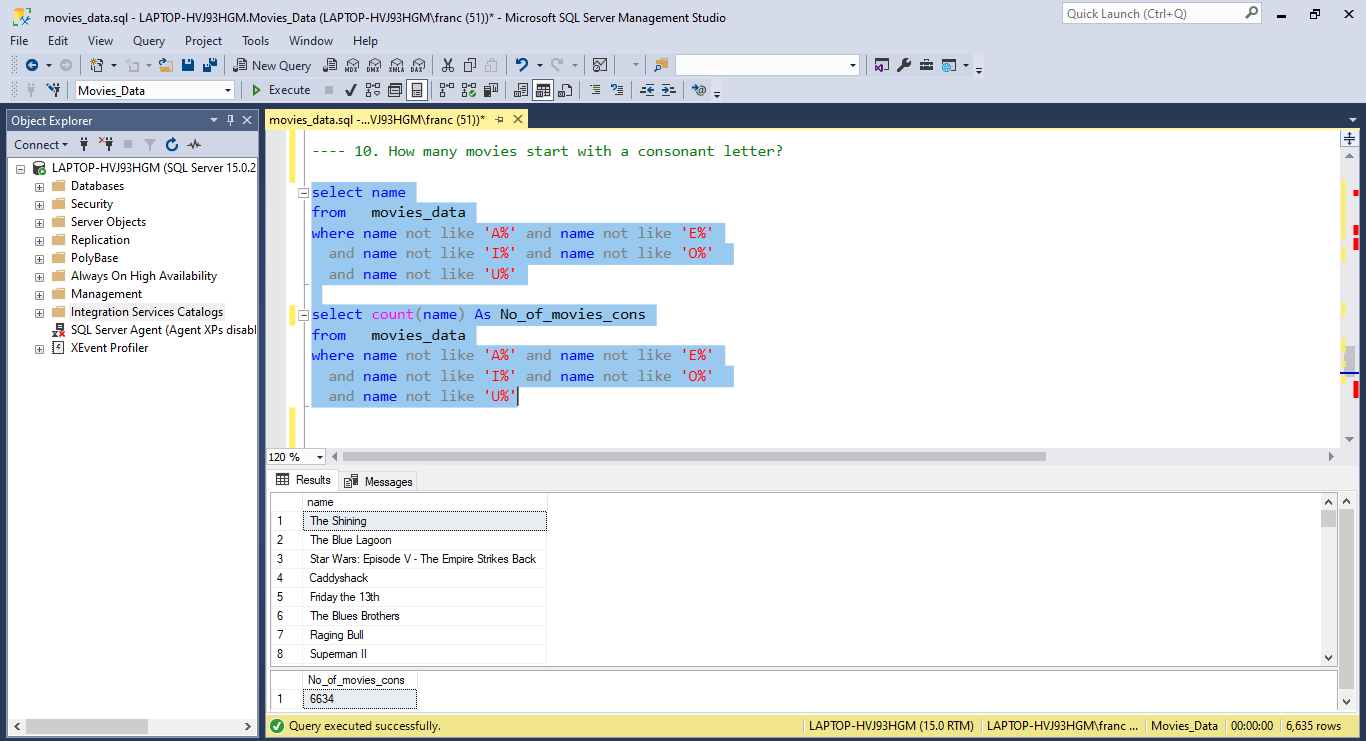 movies_data.sql - LAPTOP-HVJ93HGM.Movies_Data (LAPTOP-HVJ93HGM\franc (51))* - Microsoft SQL Server Management Studio
Quick Launch (Ctrl+Q)
File Edit View Query Project Tools Window Help
New Query MDX DMX XMLA DAX
Movies_Data Execute
Object Explorer
movies_data.sql -...VJ93HGM\franc (51))*
Connect
LAPTOP-HVJ93HGM (SQL Server 15.0.2
Databases
Security
Server Objects
Replication
PolyBase
Always On High Availability
Management
Integration Services Catalogs
SQL Server Agent (Agent XPs disabl
XEvent Profiler
---- 10. How many movies start with a consonant letter?
select name
from movies_data
where name not like 'A%' and name not like 'E%'
and name not like 'I%' and name not like 'O%'
and name not like 'U%'
select count(name) As No_of_movies_cons
from movies_data
where name not like 'A%' and name not like 'E%'
and name not like 'I%' and name not like 'O%'
and name not like 'U%'
120 %
Results Messages
name
1 The Shining
2 The Blue Lagoon
3 Star Wars: Episode V - The Empire Strikes Back
4 Caddyshack
5 Friday the 13th
6 The Blues Brothers
7 Raging Bull
8 Superman II
No_of_movies_cons
1 6634
Query executed successfully. LAPTOP-HVJ93HGM (15.0 RTM) LAPTOP-HVJ93HGM\franc ... Movies_Data 00:00:00 6,635 rows